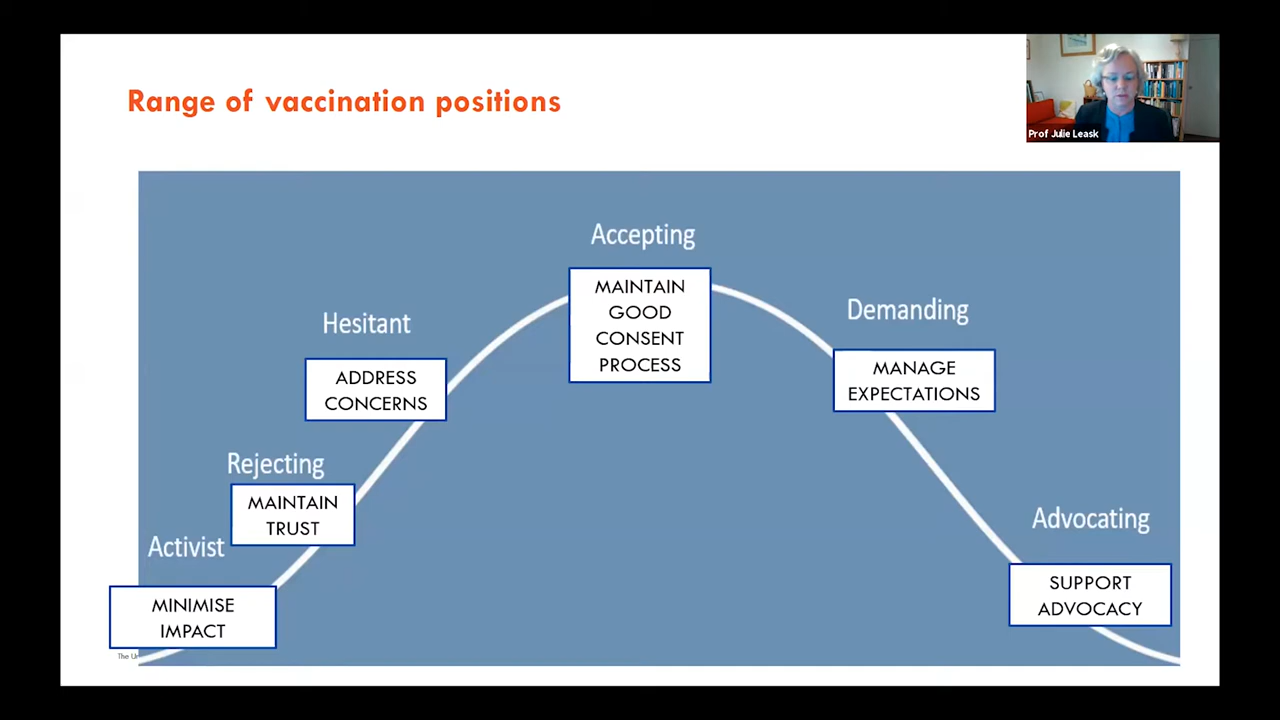 Range of vaccination positions
Prof Julie Leask
Accepting
MAINTAIN
GOOD
CONSENT
PROCESS
Hesitant
ADDRESS
CONCERNS
Demanding
MANAGE
EXPECTATIONS
Rejecting
MAINTAIN
TRUST
Activist
MINIMISE
IMPACT
Advocating
SUPPORT
ADVOCACY
The